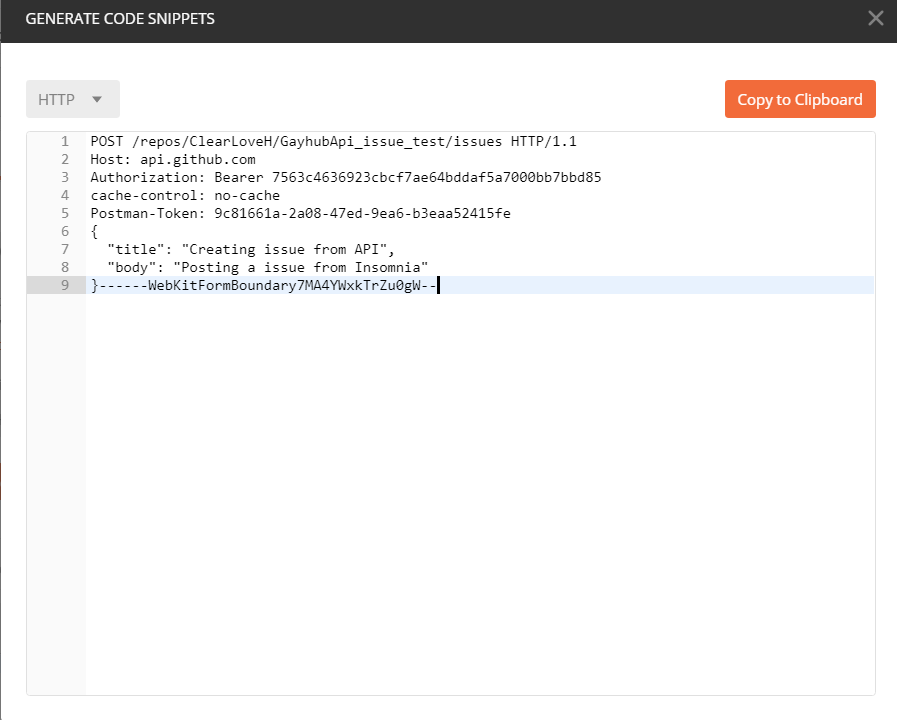 GENERATE CODE SNIPPETS
HTTP
Copy to Clipboard
1 POST /repos/ClearLoveH/GayhubApi_issue_test/issues HTTP/1.1
2 Host: api.github.com
3 Authorization: Bearer 7563c4636923cbcf7ae64bddaf5a7000bb7bbd85
4 cache-control: no-cache
5 Postman-Token: 9c81661a-2a08-47ed-9ea6-b3eaa52415fe
6 {
7   "title": "Creating issue from API",
8   "body": "Posting a issue from Insomnia"
9 }------WebKitFormBoundary7MA4YWxkTrZu0gW--